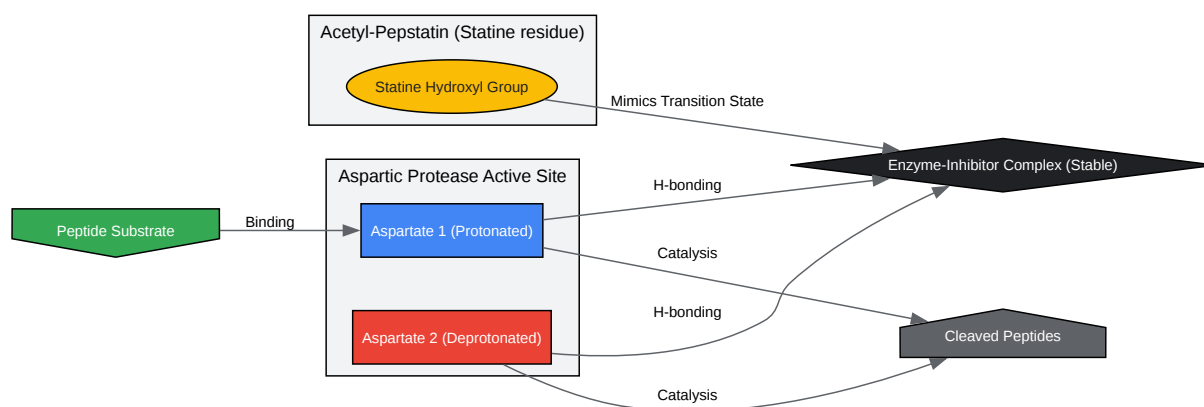 Acetyl-Pepstatin (Statine residue)
Statine Hydroxyl Group
Mimics Transition State
Enzyme-Inhibitor Complex (Stable)
Aspartic Protease Active Site
H-bonding
Peptide Substrate
Binding
Aspartate 1 (Protonated)
Catalysis
H-bonding
Aspartate 2 (Deprotonated)
Cleaved Peptides
Catalysis